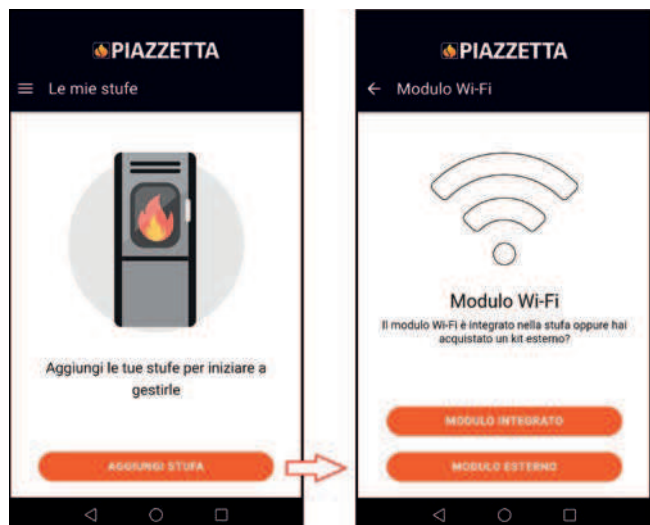 PIAZZETTA
Le mie stufe
Aggiungi le tue stufe per iniziare a
gestirle
AGGIUNGI STUFA
PIAZZETTA
Modulo Wi-Fi
Modulo Wi-Fi
Il modulo Wi-Fi è integrato nella stufa oppure hai
acquistato un kit esterno?
MODULO INTEGRATO
MODULO ESTERNO